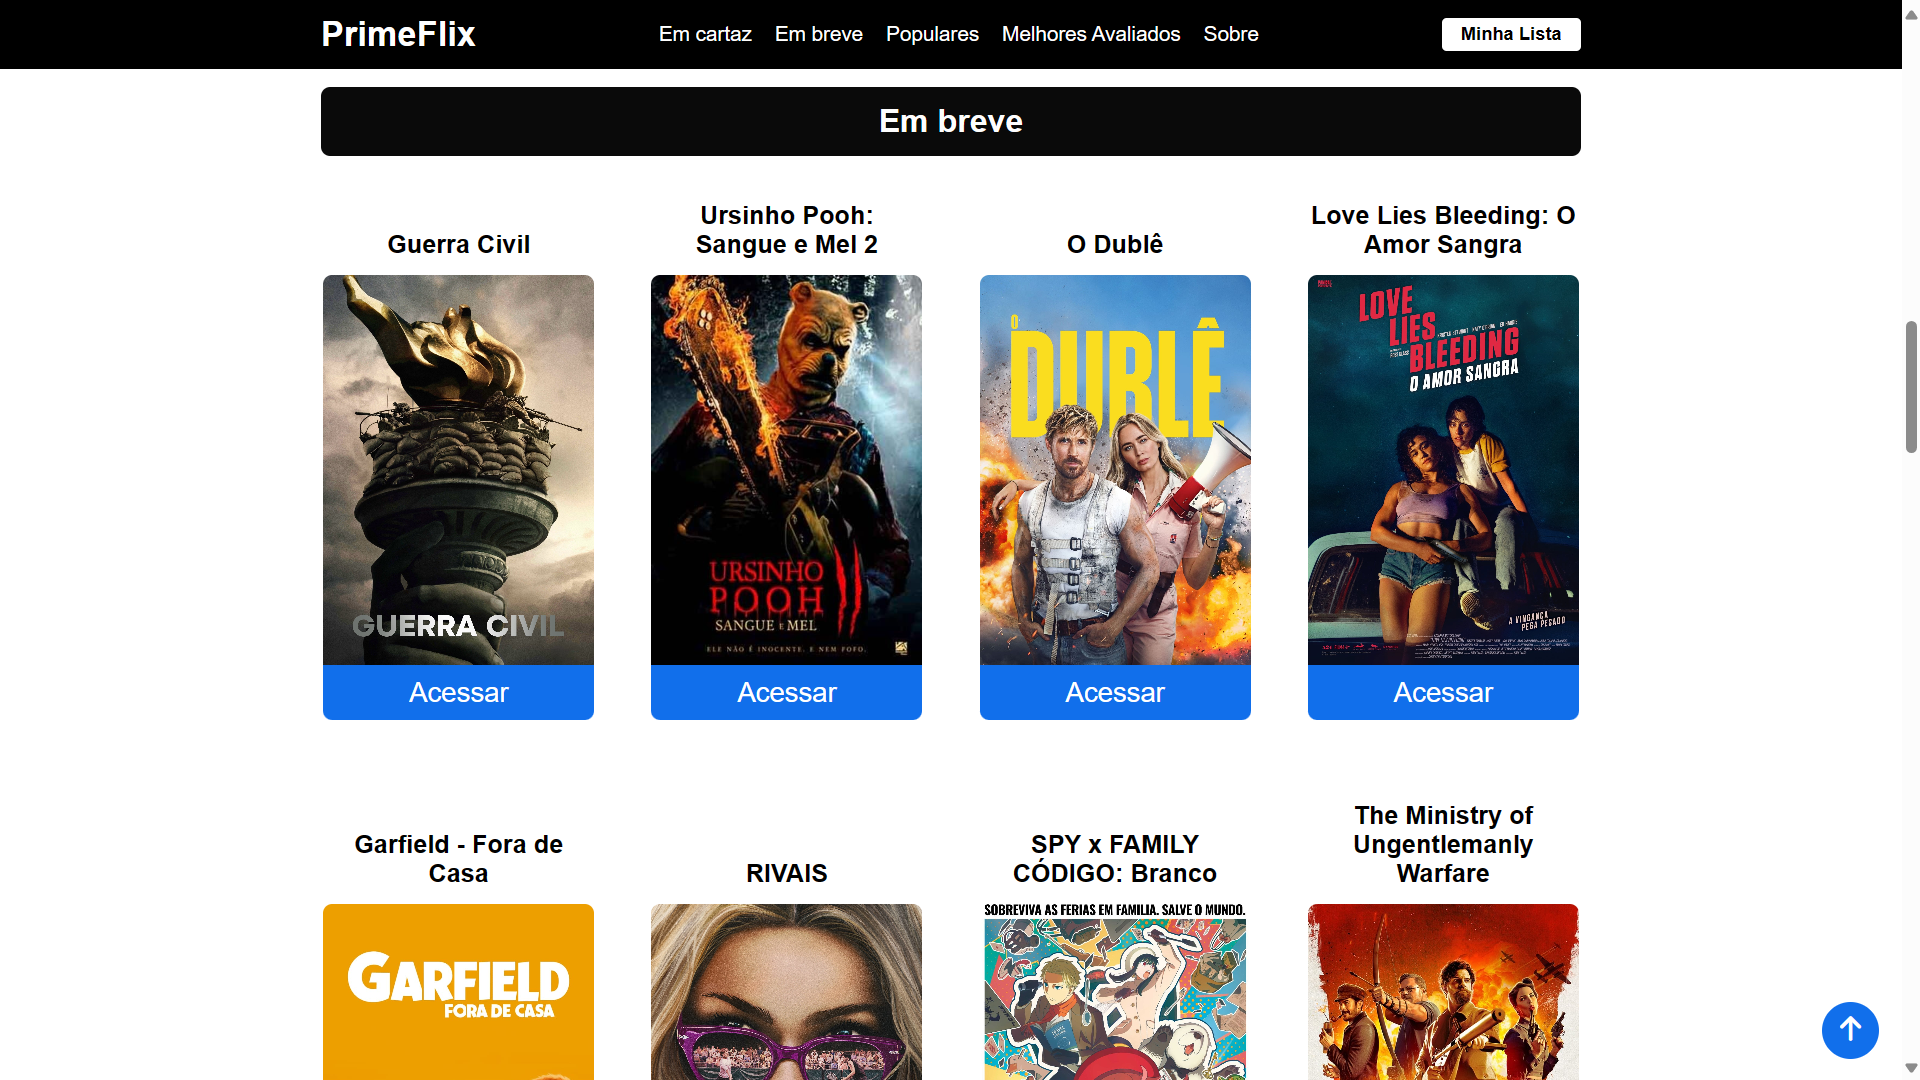 PrimeFlix
Em cartaz
Em breve
Populares
Melhores Avaliados
Sobre
Minha Lista
Em breve
Guerra Civil
Ursinho Pooh:
Sangue e Mel 2
O Dublê
Love Lies Bleeding: O
Amor Sangra
GUERRA CIVIL
URSINHO
POOH II
SANGUE E MEL
ELE NÃO É INOCENTE. E NEM FOFO.
O
DUBLÊ
LOVE
LIES
BLEEDING
O AMOR SANGRA
A VINGANÇA
PEGA PESADO
Acessar
Acessar
Acessar
Acessar
Garfield - Fora de
Casa
RIVAIS
SPY x FAMILY
CÓDIGO: Branco
The Ministry of
Ungentlemanly
Warfare
GARFIELD
FORA DE CASA
SOBREVIVA AS FERIAS EM FAMILIA. SALVE O MUNDO.